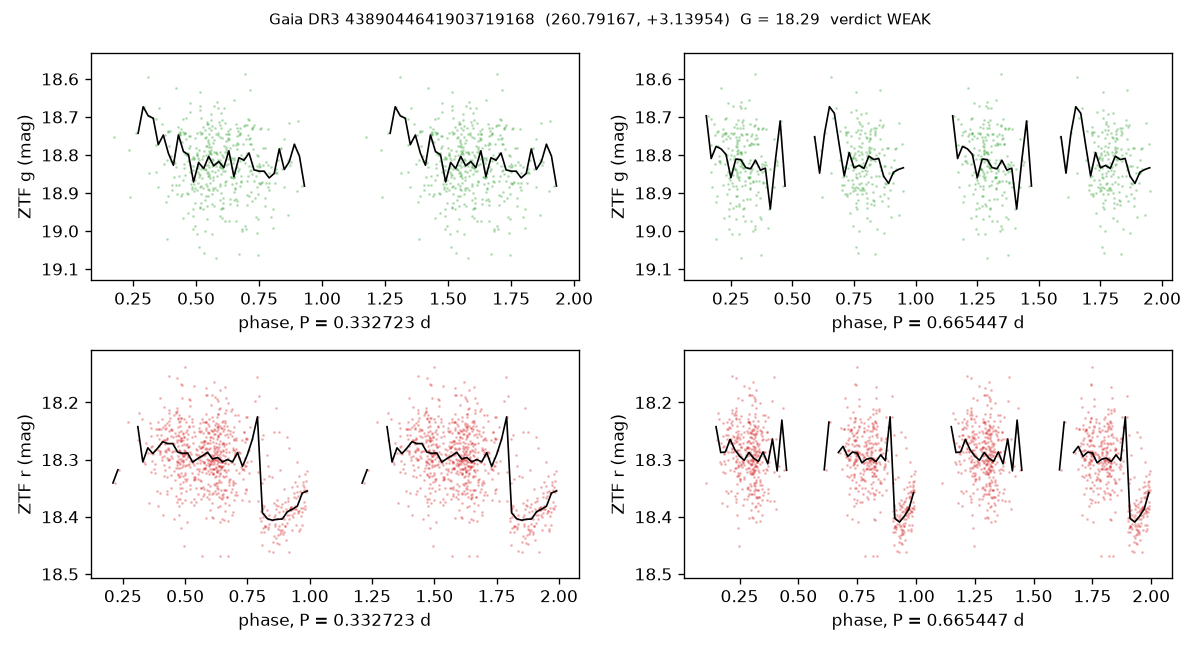 Gaia DR3 4389044641903719168  (260.79167, +3.13954)  G = 18.29  verdict WEAK
ZTF g (mag)
18.6
18.7
18.8
18.9
19.0
19.1
0.25 0.50 0.75 1.00 1.25 1.50 1.75 2.00
phase, P = 0.332723 d
ZTF g (mag)
18.6
18.7
18.8
18.9
19.0
19.1
0.25 0.50 0.75 1.00 1.25 1.50 1.75 2.00
phase, P = 0.665447 d
ZTF r (mag)
18.2
18.3
18.4
18.5
0.25 0.50 0.75 1.00 1.25 1.50 1.75 2.00
phase, P = 0.332723 d
ZTF r (mag)
18.2
18.3
18.4
18.5
0.25 0.50 0.75 1.00 1.25 1.50 1.75 2.00
phase, P = 0.665447 d